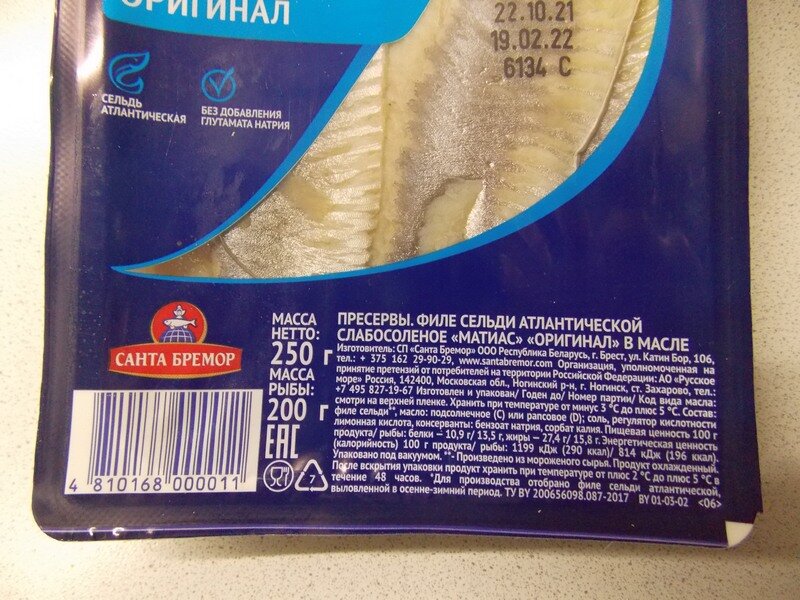 ОРИГИНАЛ
22.10.21
19.02.22
6134 С
СЕЛЬДЬ
АТЛАНТИЧЕСКАЯ
БЕЗ ДОБАВЛЕНИЯ
ГЛУТАМАТА НАТРИЯ
САНТА БРЕМОР
МАССА
НЕТТО:
250 г
МАССА
РЫБЫ:
200 г
EAC
7
4 810168 000011
ПРЕСЕРВЫ. ФИЛЕ СЕЛЬДИ АТЛАНТИЧЕСКОЙ
СЛАБОСОЛЕНОЕ «МАТИАС» «ОРИГИНАЛ» В МАСЛЕ
Изготовитель: СП «Санта Бремор» ООО Республика Беларусь, г. Брест, ул. Катин Бор, 106,
тел.: + 375 162 29-90-29, www.santabremor.com Организация, уполномоченная на
принятие претензий от потребителей на территории Российской Федерации: АО «Русское
море» Россия, 142400, Московская обл., Ногинский р-н, г. Ногинск, ст. Захарово, тел.:
+7 495 827-19-67 Изготовлен и упакован/ Годен до/ Номер партии/ Код вида масла:
смотри на верхней пленке. Хранить при температуре от минус 3 °С до плюс 5 °С. Состав:
филе сельди**, масло: подсолнечное (С) или рапсовое (D); соль, регулятор кислотности
лимонная кислота, консерванты: бензоат натрия, сорбат калия. Пищевая ценность 100 г
продукта/ рыбы: белки – 10,9 г/ 13,5 г, жиры – 27,4 г/ 15,8 г. Энергетическая ценность
(калорийность) 100 г продукта/ рыбы: 1199 кДж (290 ккал)/ 814 кДж (196 ккал).
Упаковано под вакуумом. **- Произведено из мороженого сырья. Продукт охлажденный.
После вскрытия упаковки продукт хранить при температуре от плюс 2 °С до плюс 5 °С в
течение 48 часов. *Для производства отобрано филе сельди атлантической,
выловленной в осенне-зимний период. ТУ BY 200656098.087-2017 BY 01-03-02 <06>